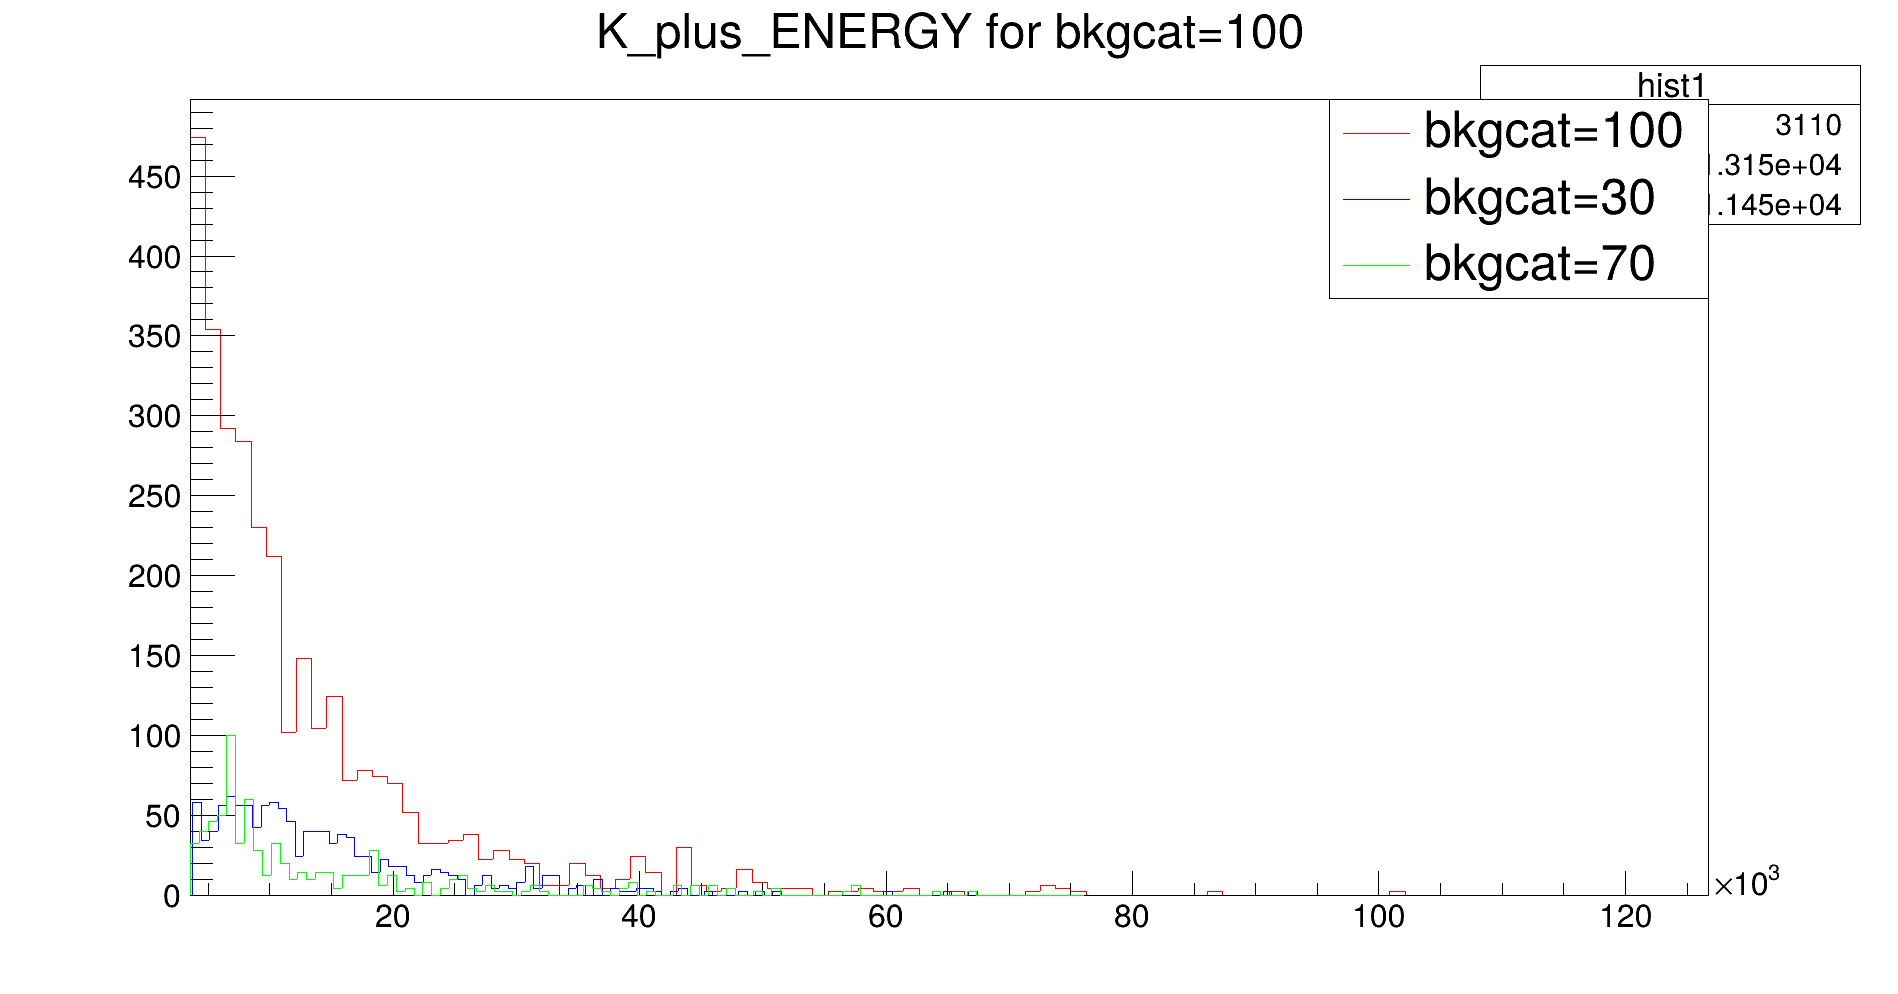 K_plus_ENERGY for bkgcat=100
hist1
bkgcat=100
3110
bkgcat=30
.315e+04
.145e+04
bkgcat=70
450
400
350
300
250
200
150
100
50
0
20 40 60 80 100 120
×10³